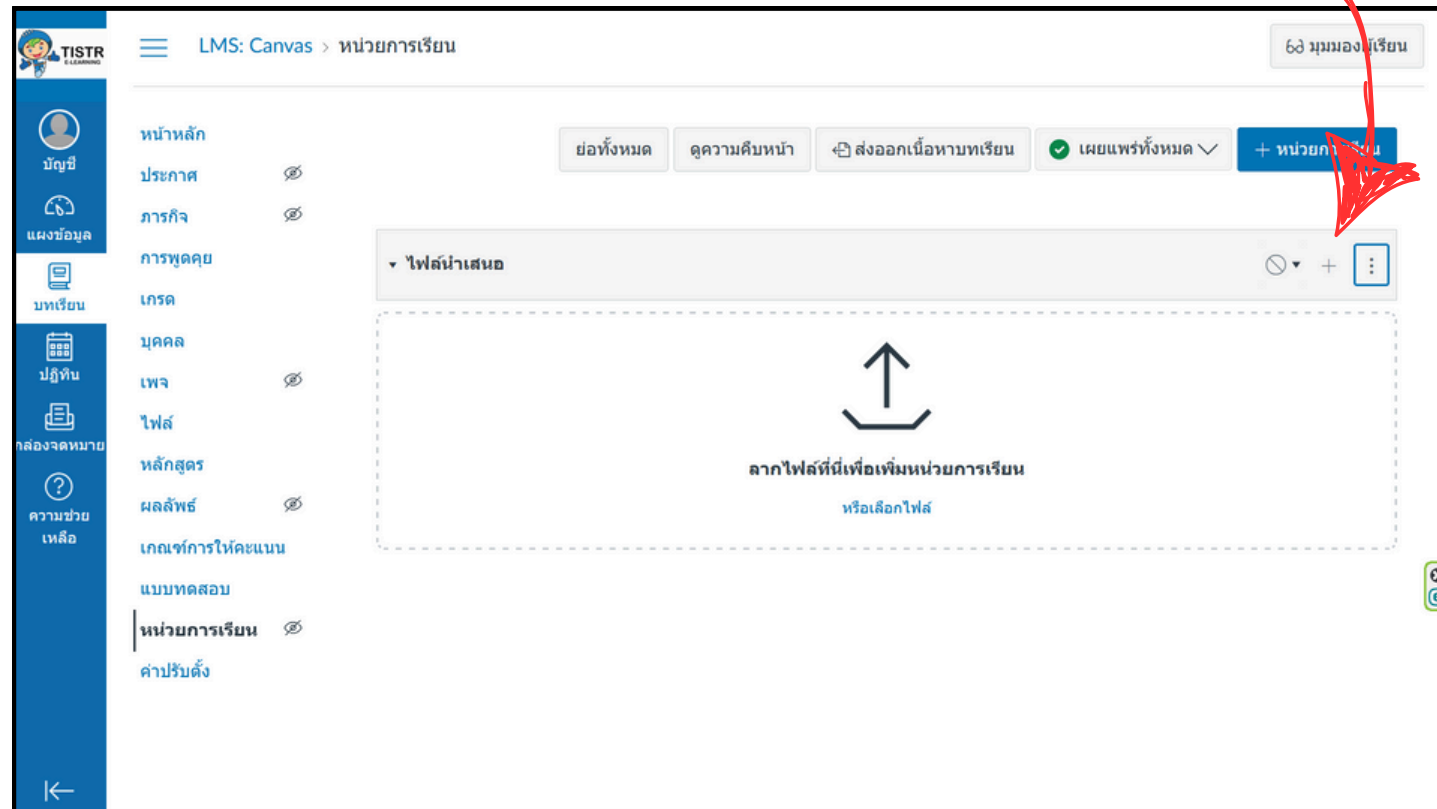 TISTR
E-LEARNING
LMS: Canvas > หน่วยการเรียน
มุมมองผู้เรียน
บัญชี
แผงข้อมูล
บทเรียน
ปฏิทิน
กล่องจดหมาย
ความช่วย
เหลือ
หน้าหลัก
ประกาศ
ภารกิจ
การพูดคุย
เกรด
บุคคล
เพจ
ไฟล์
หลักสูตร
ผลลัพธ์
เกณฑ์การให้คะแนน
แบบทดสอบ
หน่วยการเรียน
ค่าปรับตั้ง
ย่อทั้งหมด ดูความคืบหน้า ส่งออกเนื้อหาบทเรียน เผยแพร่ทั้งหมด + หน่วยการเรียน
ไฟล์นำเสนอ
ลากไฟล์ที่นี่เพื่อเพิ่มหน่วยการเรียน
หรือเลือกไฟล์